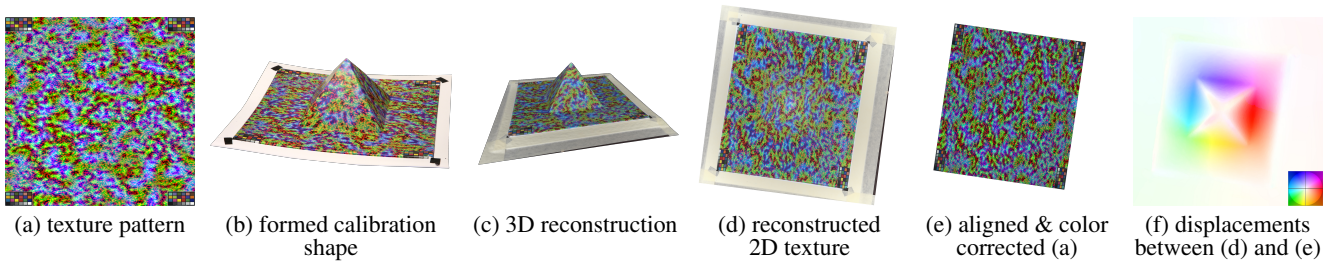 (a) texture pattern
(b) formed calibration
shape
(c) 3D reconstruction
(d) reconstructed
2D texture
(e) aligned & color
corrected (a)
(f) displacements
between (d) and (e)